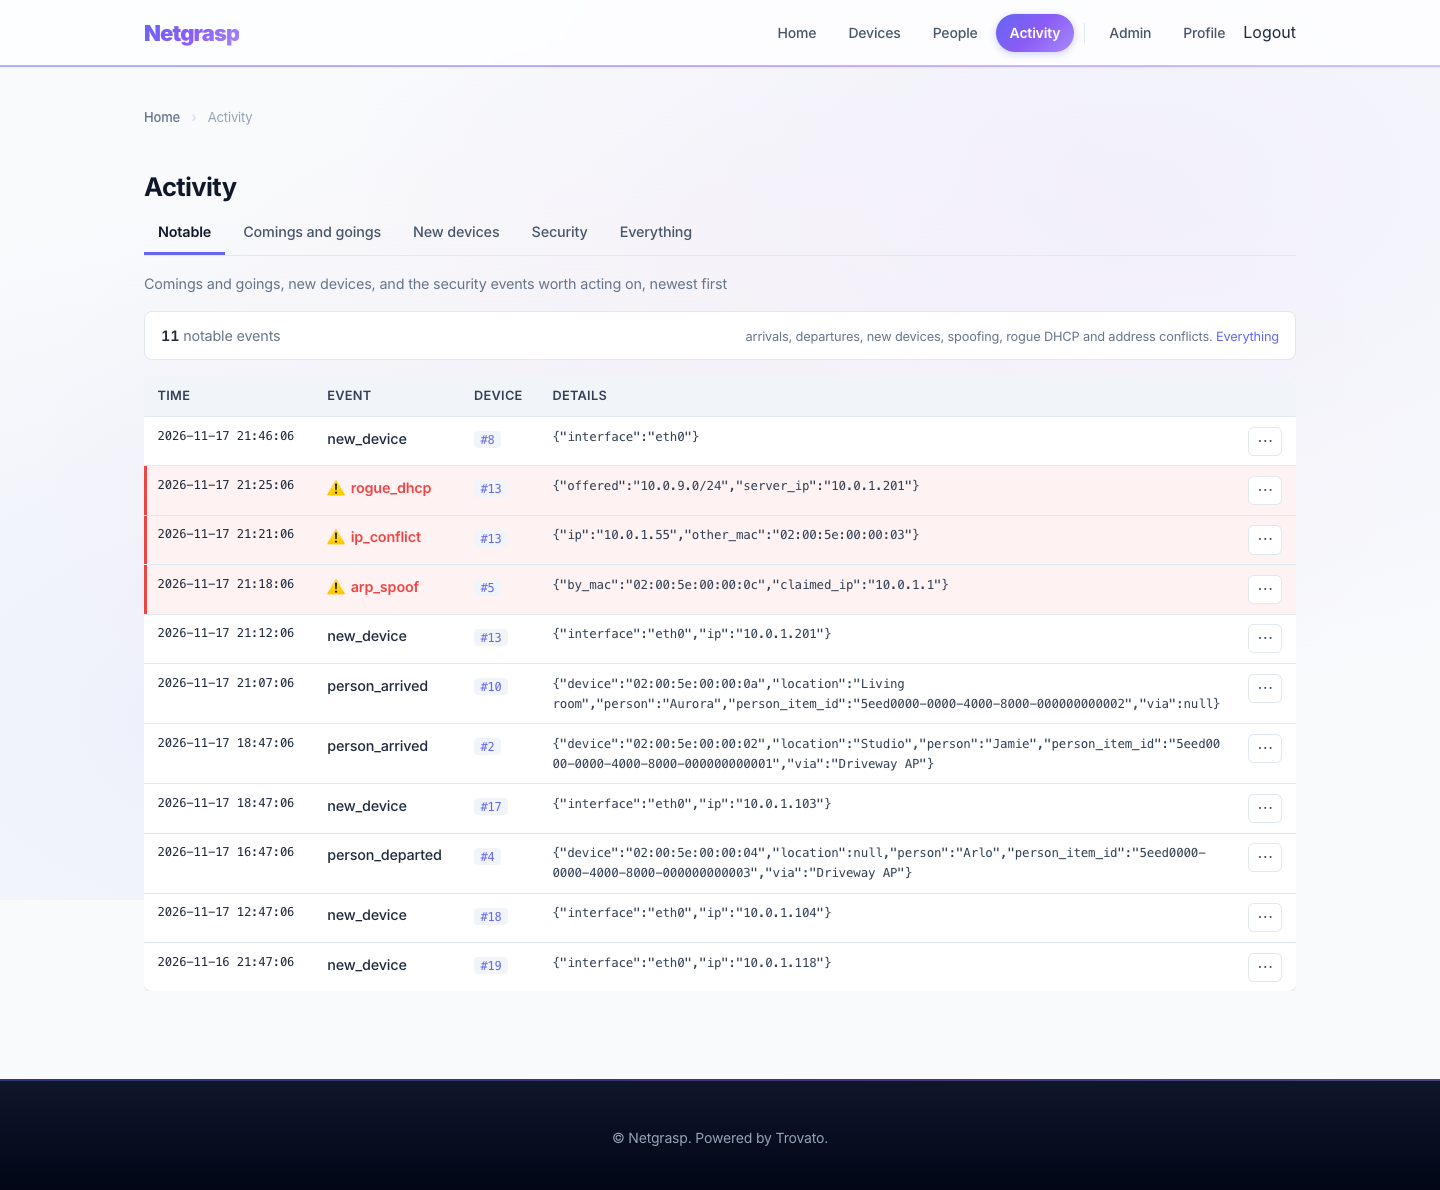 Netgrasp
Home Devices People Activity Admin Profile Logout
Home › Activity
Activity
Notable Comings and goings New devices Security Everything
Comings and goings, new devices, and the security events worth acting on, newest first
11 notable events arrivals, departures, new devices, spoofing, rogue DHCP and address conflicts. Everything
TIME EVENT DEVICE DETAILS
2026-11-17 21:46:06 new_device #8 {"interface":"eth0"} ...
2026-11-17 21:25:06 ⚠ rogue_dhcp #13 {"offered":"10.0.9.0/24","server_ip":"10.0.1.201"} ...
2026-11-17 21:21:06 ⚠ ip_conflict #13 {"ip":"10.0.1.55","other_mac":"02:00:5e:00:00:03"} ...
2026-11-17 21:18:06 ⚠ arp_spoof #5 {"by_mac":"02:00:5e:00:00:0c","claimed_ip":"10.0.1.1"} ...
2026-11-17 21:12:06 new_device #13 {"interface":"eth0","ip":"10.0.1.201"} ...
2026-11-17 21:07:06 person_arrived #10 {"device":"02:00:5e:00:00:0a","location":"Living ...
room","person":"Aurora","person_item_id":"5eed0000-0000-4000-8000-000000000002","via":null}
2026-11-17 18:47:06 person_arrived #2 {"device":"02:00:5e:00:00:02","location":"Studio","person":"Jamie","person_item_id":"5eed00 ...
00-0000-4000-8000-000000000001","via":"Driveway AP"}
2026-11-17 18:47:06 new_device #17 {"interface":"eth0","ip":"10.0.1.103"} ...
2026-11-17 16:47:06 person_departed #4 {"device":"02:00:5e:00:00:04","location":null,"person":"Arlo","person_item_id":"5eed0000- ...
0000-4000-8000-000000000003","via":"Driveway AP"}
2026-11-17 12:47:06 new_device #18 {"interface":"eth0","ip":"10.0.1.104"} ...
2026-11-16 21:47:06 new_device #19 {"interface":"eth0","ip":"10.0.1.118"} ...
© Netgrasp. Powered by Trovato.